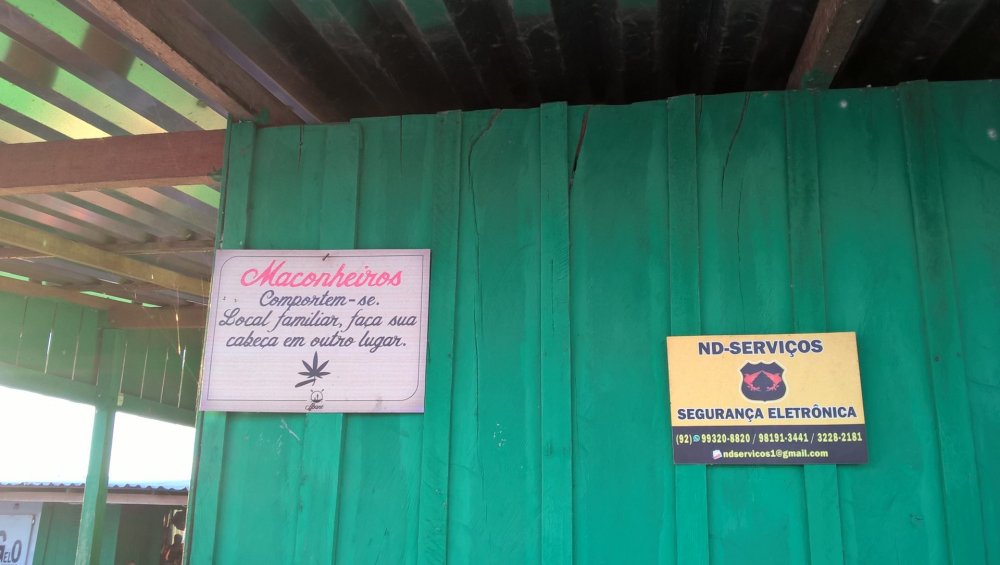 Maconheiros
Comportem-se.
Local familiar, faça sua
cabeça em outro lugar.
ND-SERVIÇOS
SEGURANÇA ELETRÔNICA
(92) 99320-8820 / 98191-3441 / 3228-2181
ndservicos1@gmail.com
GELO